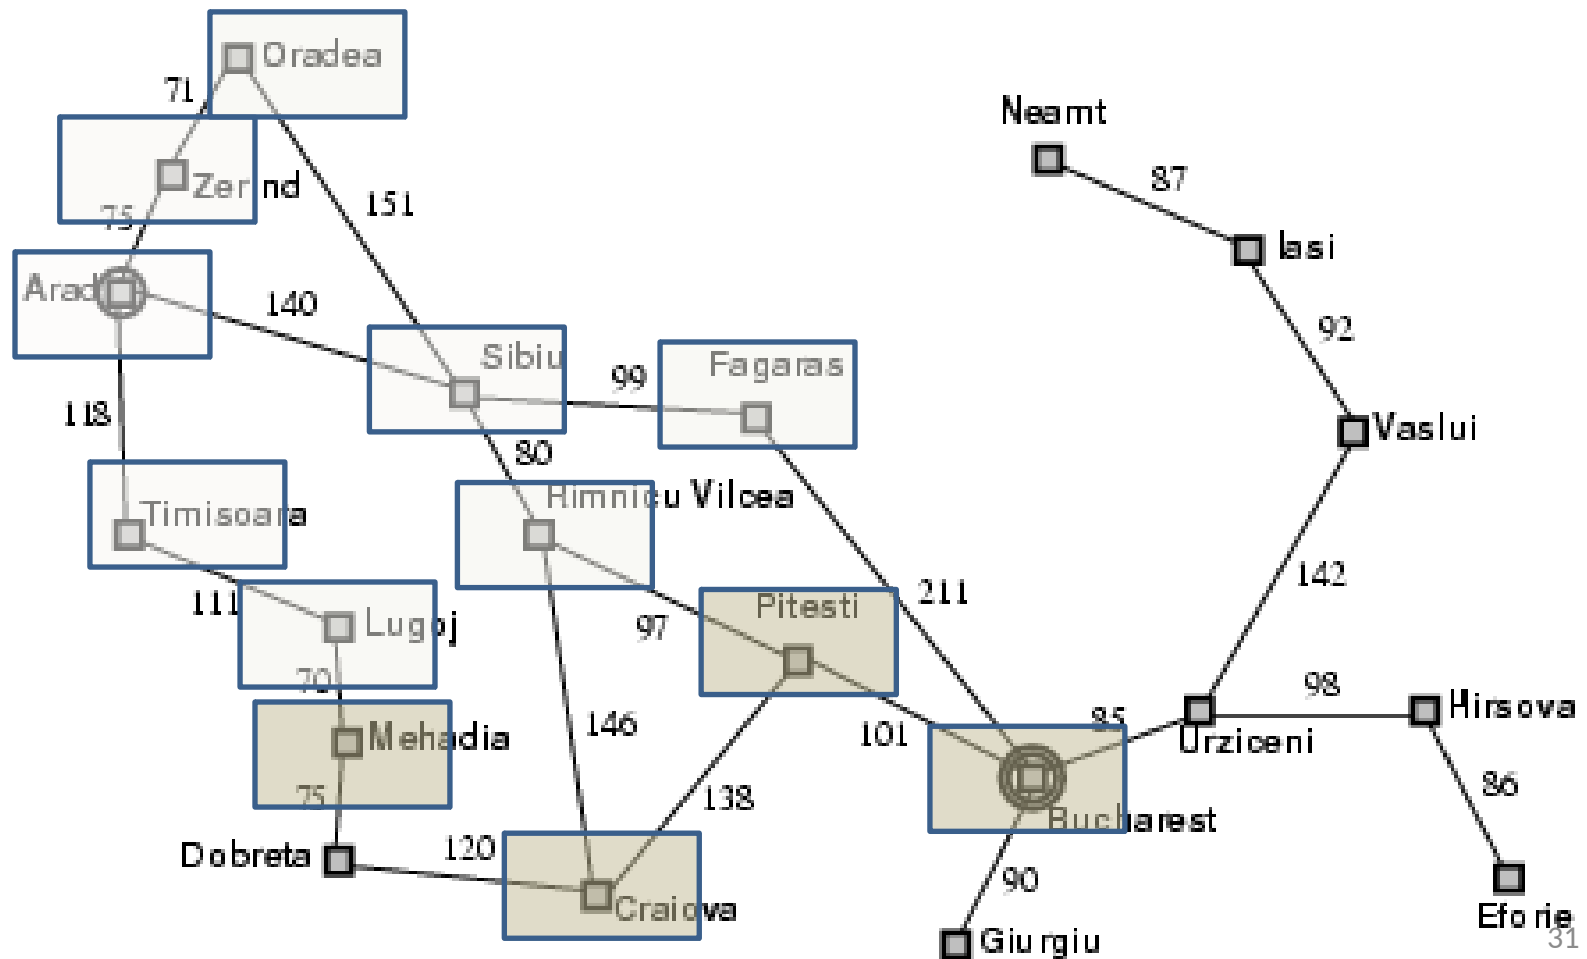 Oradea
71
Neamt
87
Zerind
75
151
Iasi
Arad
140
92
Sibiu
Fagaras
99
118
Vaslui
80
Rimnicu Vilcea
Timisoara
142
111
211
Pitesti
Lugoj
97
70
98
Hirsova
Mehadia
146
101
85
Urziceni
75
138
86
Bucharest
Dobreta
120
90
Craiova
Eforie
Giurgiu
31